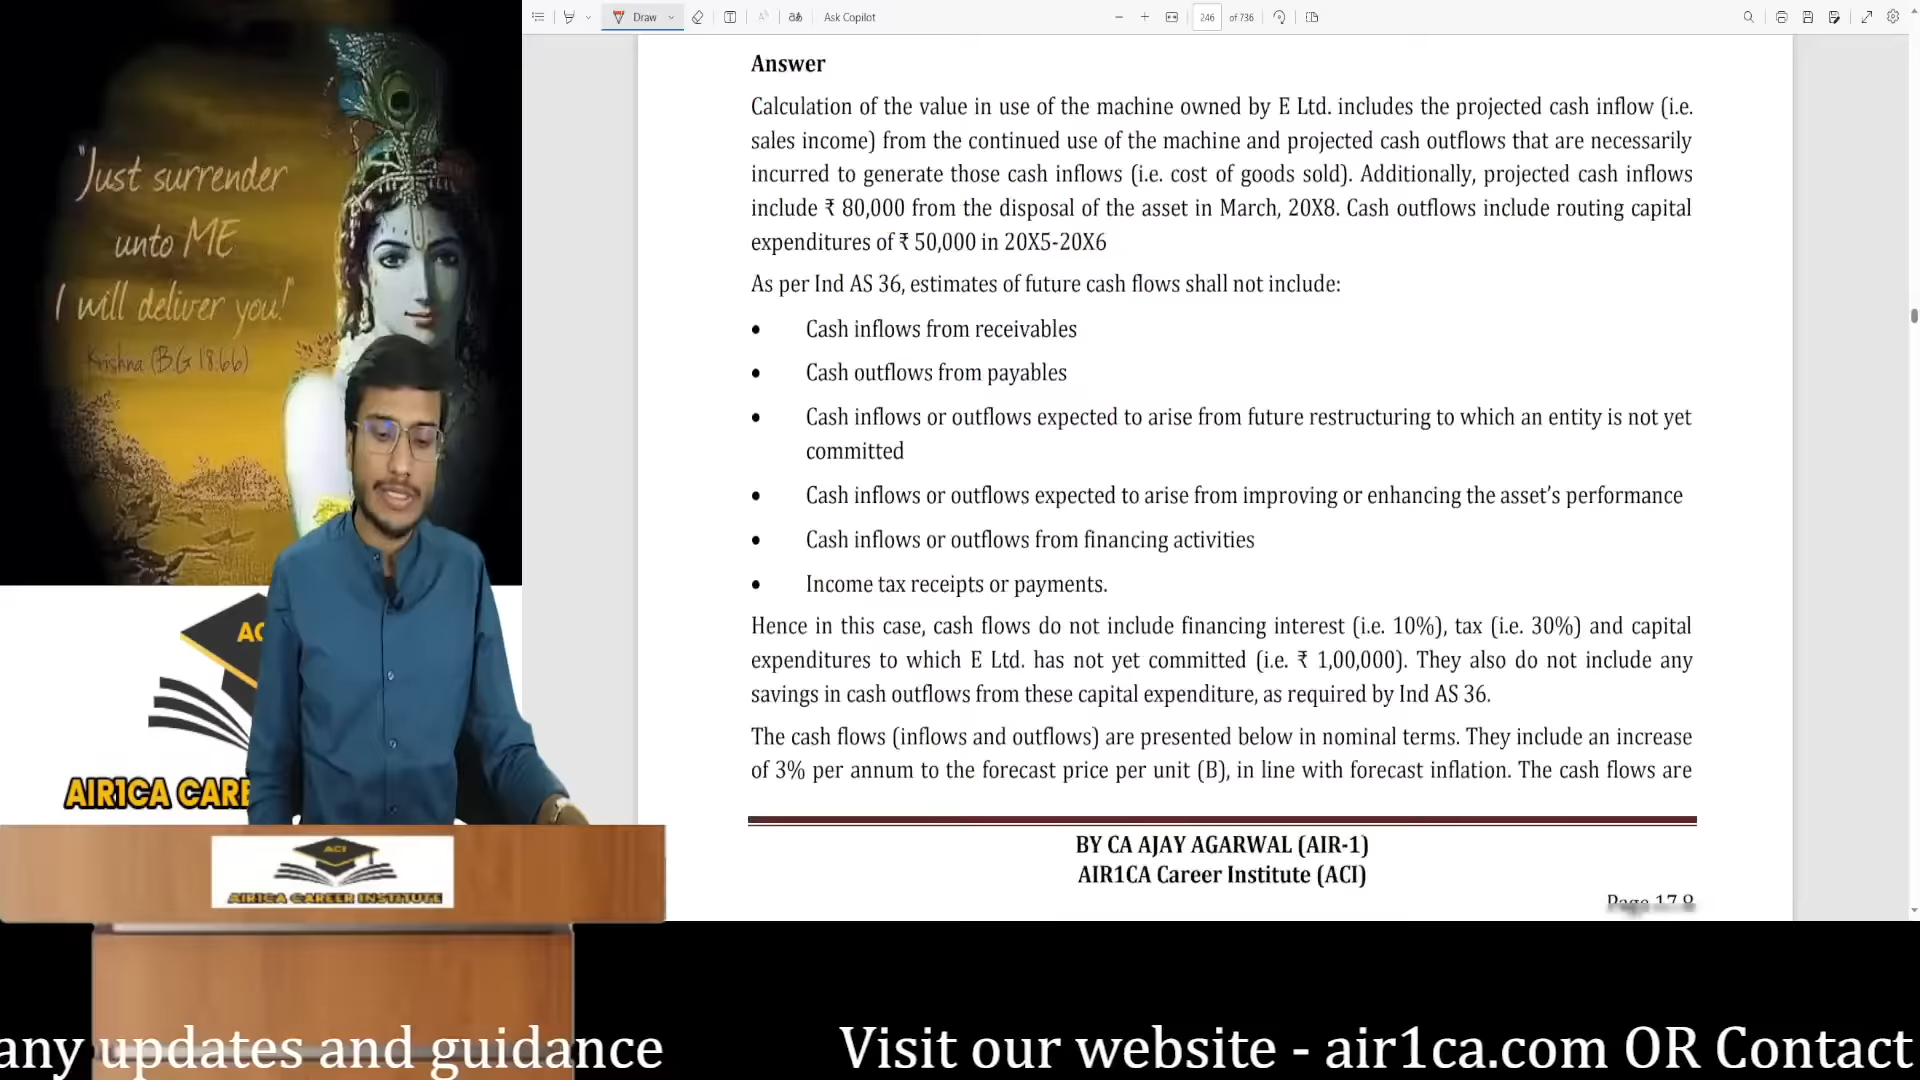 Draw
Ask Copilot
246
of 736
"Just surrender
unto ME
I will deliver you!"
Krishna (B.G 18.66)
AIR1CA CARE
ACI
AIR1CA CAREER INSTITUTE
Answer
Calculation of the value in use of the machine owned by E Ltd. includes the projected cash inflow (i.e.
sales income) from the continued use of the machine and projected cash outflows that are necessarily
incurred to generate those cash inflows (i.e. cost of goods sold). Additionally, projected cash inflows
include ₹ 80,000 from the disposal of the asset in March, 20X8. Cash outflows include routing capital
expenditures of ₹ 50,000 in 20X5-20X6
As per Ind AS 36, estimates of future cash flows shall not include:
• Cash inflows from receivables
• Cash outflows from payables
• Cash inflows or outflows expected to arise from future restructuring to which an entity is not yet
committed
• Cash inflows or outflows expected to arise from improving or enhancing the asset's performance
• Cash inflows or outflows from financing activities
• Income tax receipts or payments.
Hence in this case, cash flows do not include financing interest (i.e. 10%), tax (i.e. 30%) and capital
expenditures to which E Ltd. has not yet committed (i.e. ₹ 1,00,000). They also do not include any
savings in cash outflows from these capital expenditure, as required by Ind AS 36.
The cash flows (inflows and outflows) are presented below in nominal terms. They include an increase
of 3% per annum to the forecast price per unit (B), in line with forecast inflation. The cash flows are
BY CA AJAY AGARWAL (AIR-1)
AIR1CA Career Institute (ACI)
any updates and guidance
Visit our website - air1ca.com OR Contact